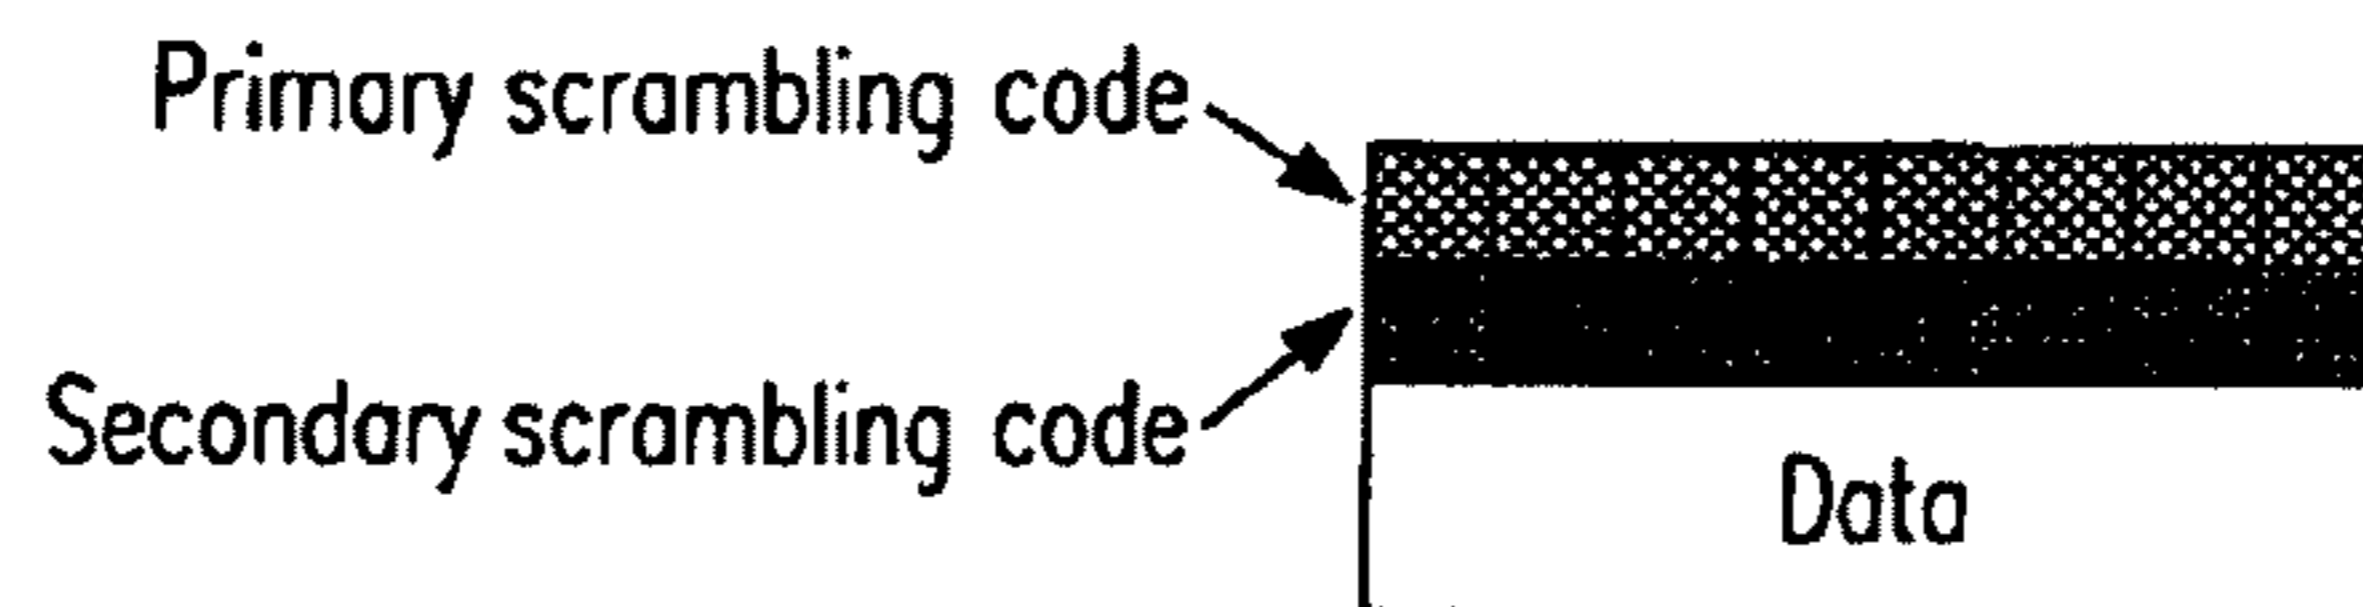 Primary scrambling code
Secondary scrambling code
Data